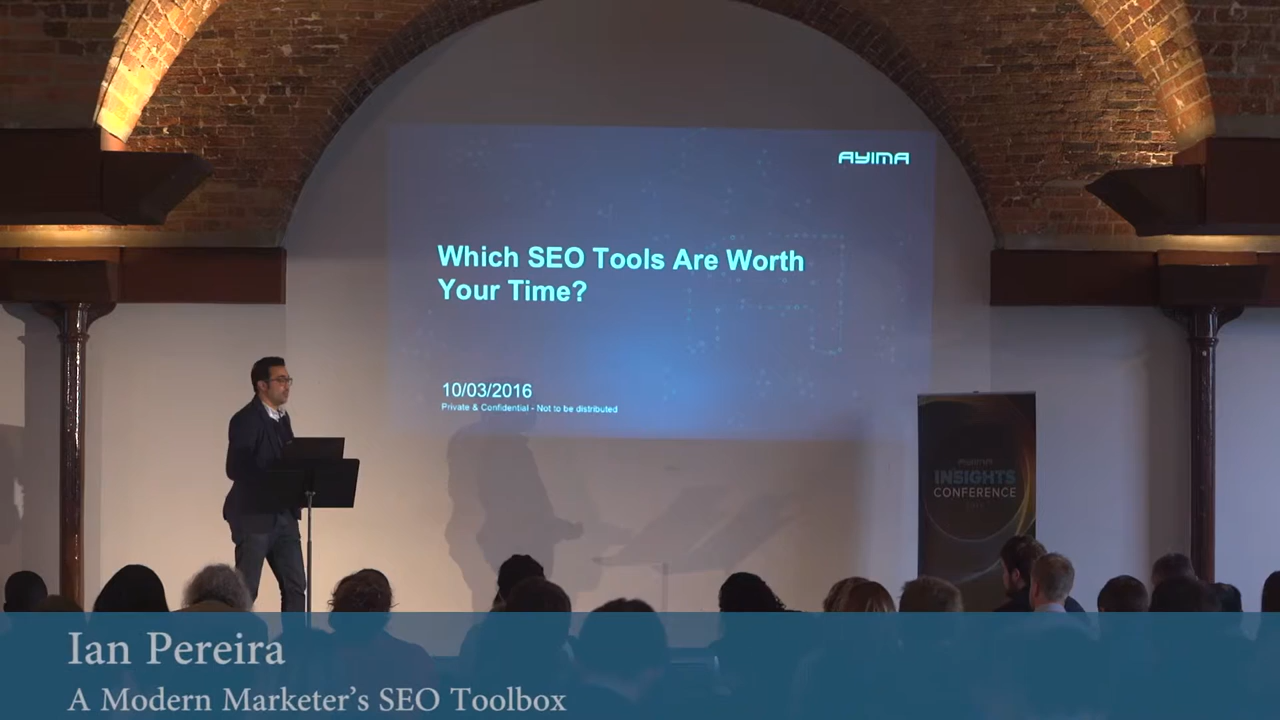 AYIMA
Which SEO Tools Are Worth
Your Time?
10/03/2016
Private & Confidential - Not to be distributed
INSIGHTS
CONFERENCE
Ian Pereira
A Modern Marketer’s SEO Toolbox